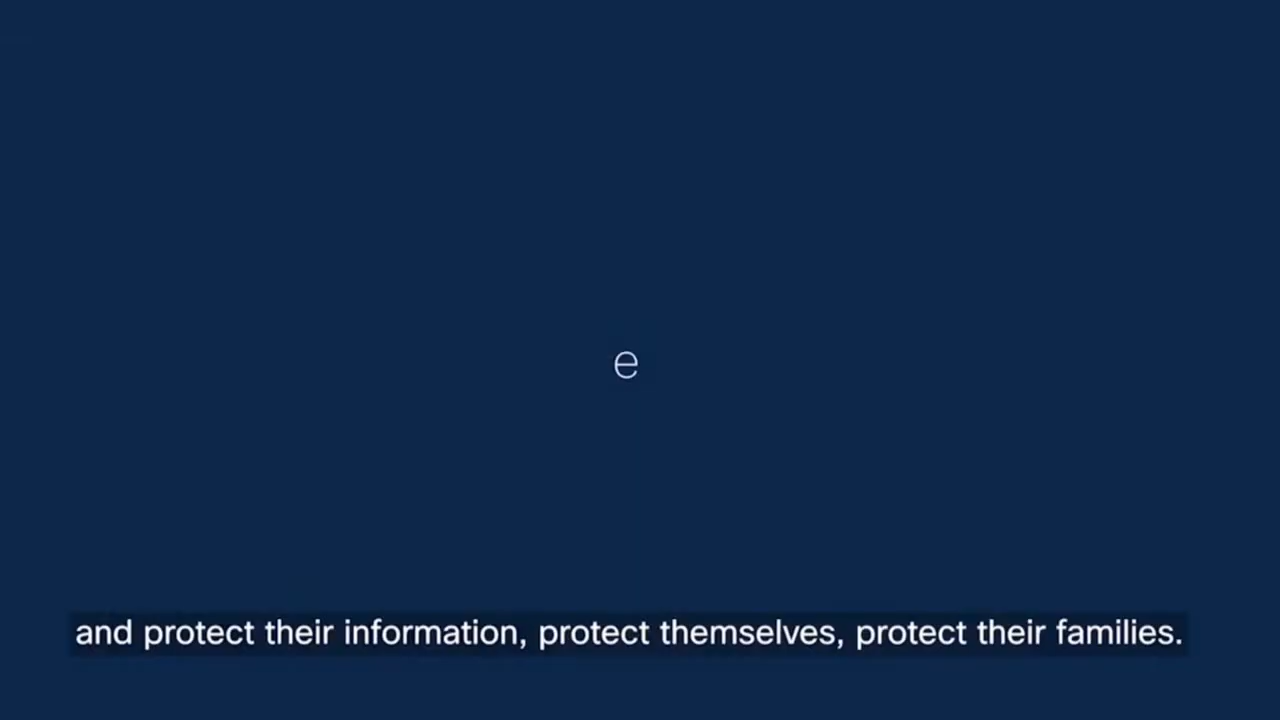 e
and protect their information, protect themselves, protect their families.